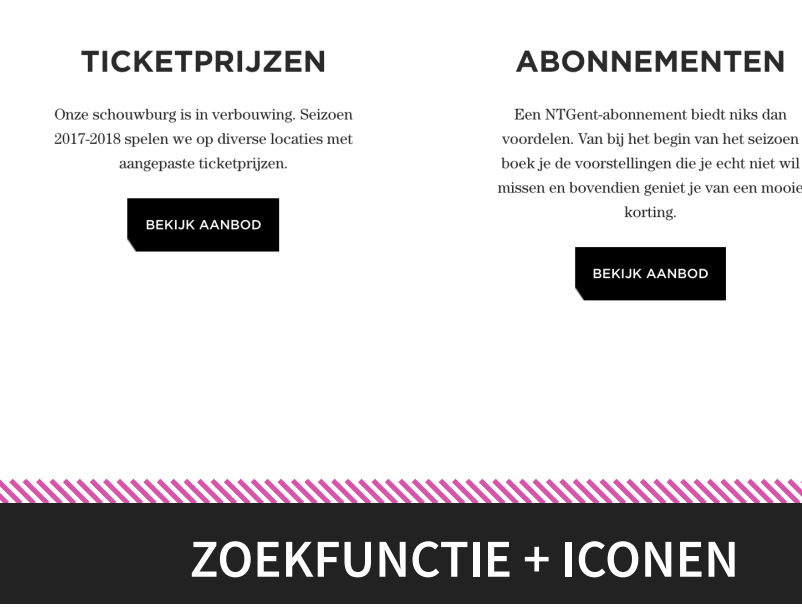 TICKETPRIJZEN
Onze schouwburg is in verbouwing. Seizoen
2017-2018 spelen we op diverse locaties met
aangepaste ticketprijzen.
BEKIJK AANBOD
ABONNEMENTEN
Een NTGent-abonnement biedt niks dan
voordelen. Van bij het begin van het seizoen
boek je de voorstellingen die je echt niet wil
missen en bovendien geniet je van een mooie
korting.
BEKIJK AANBOD
ZOEKFUNCTIE + ICONEN